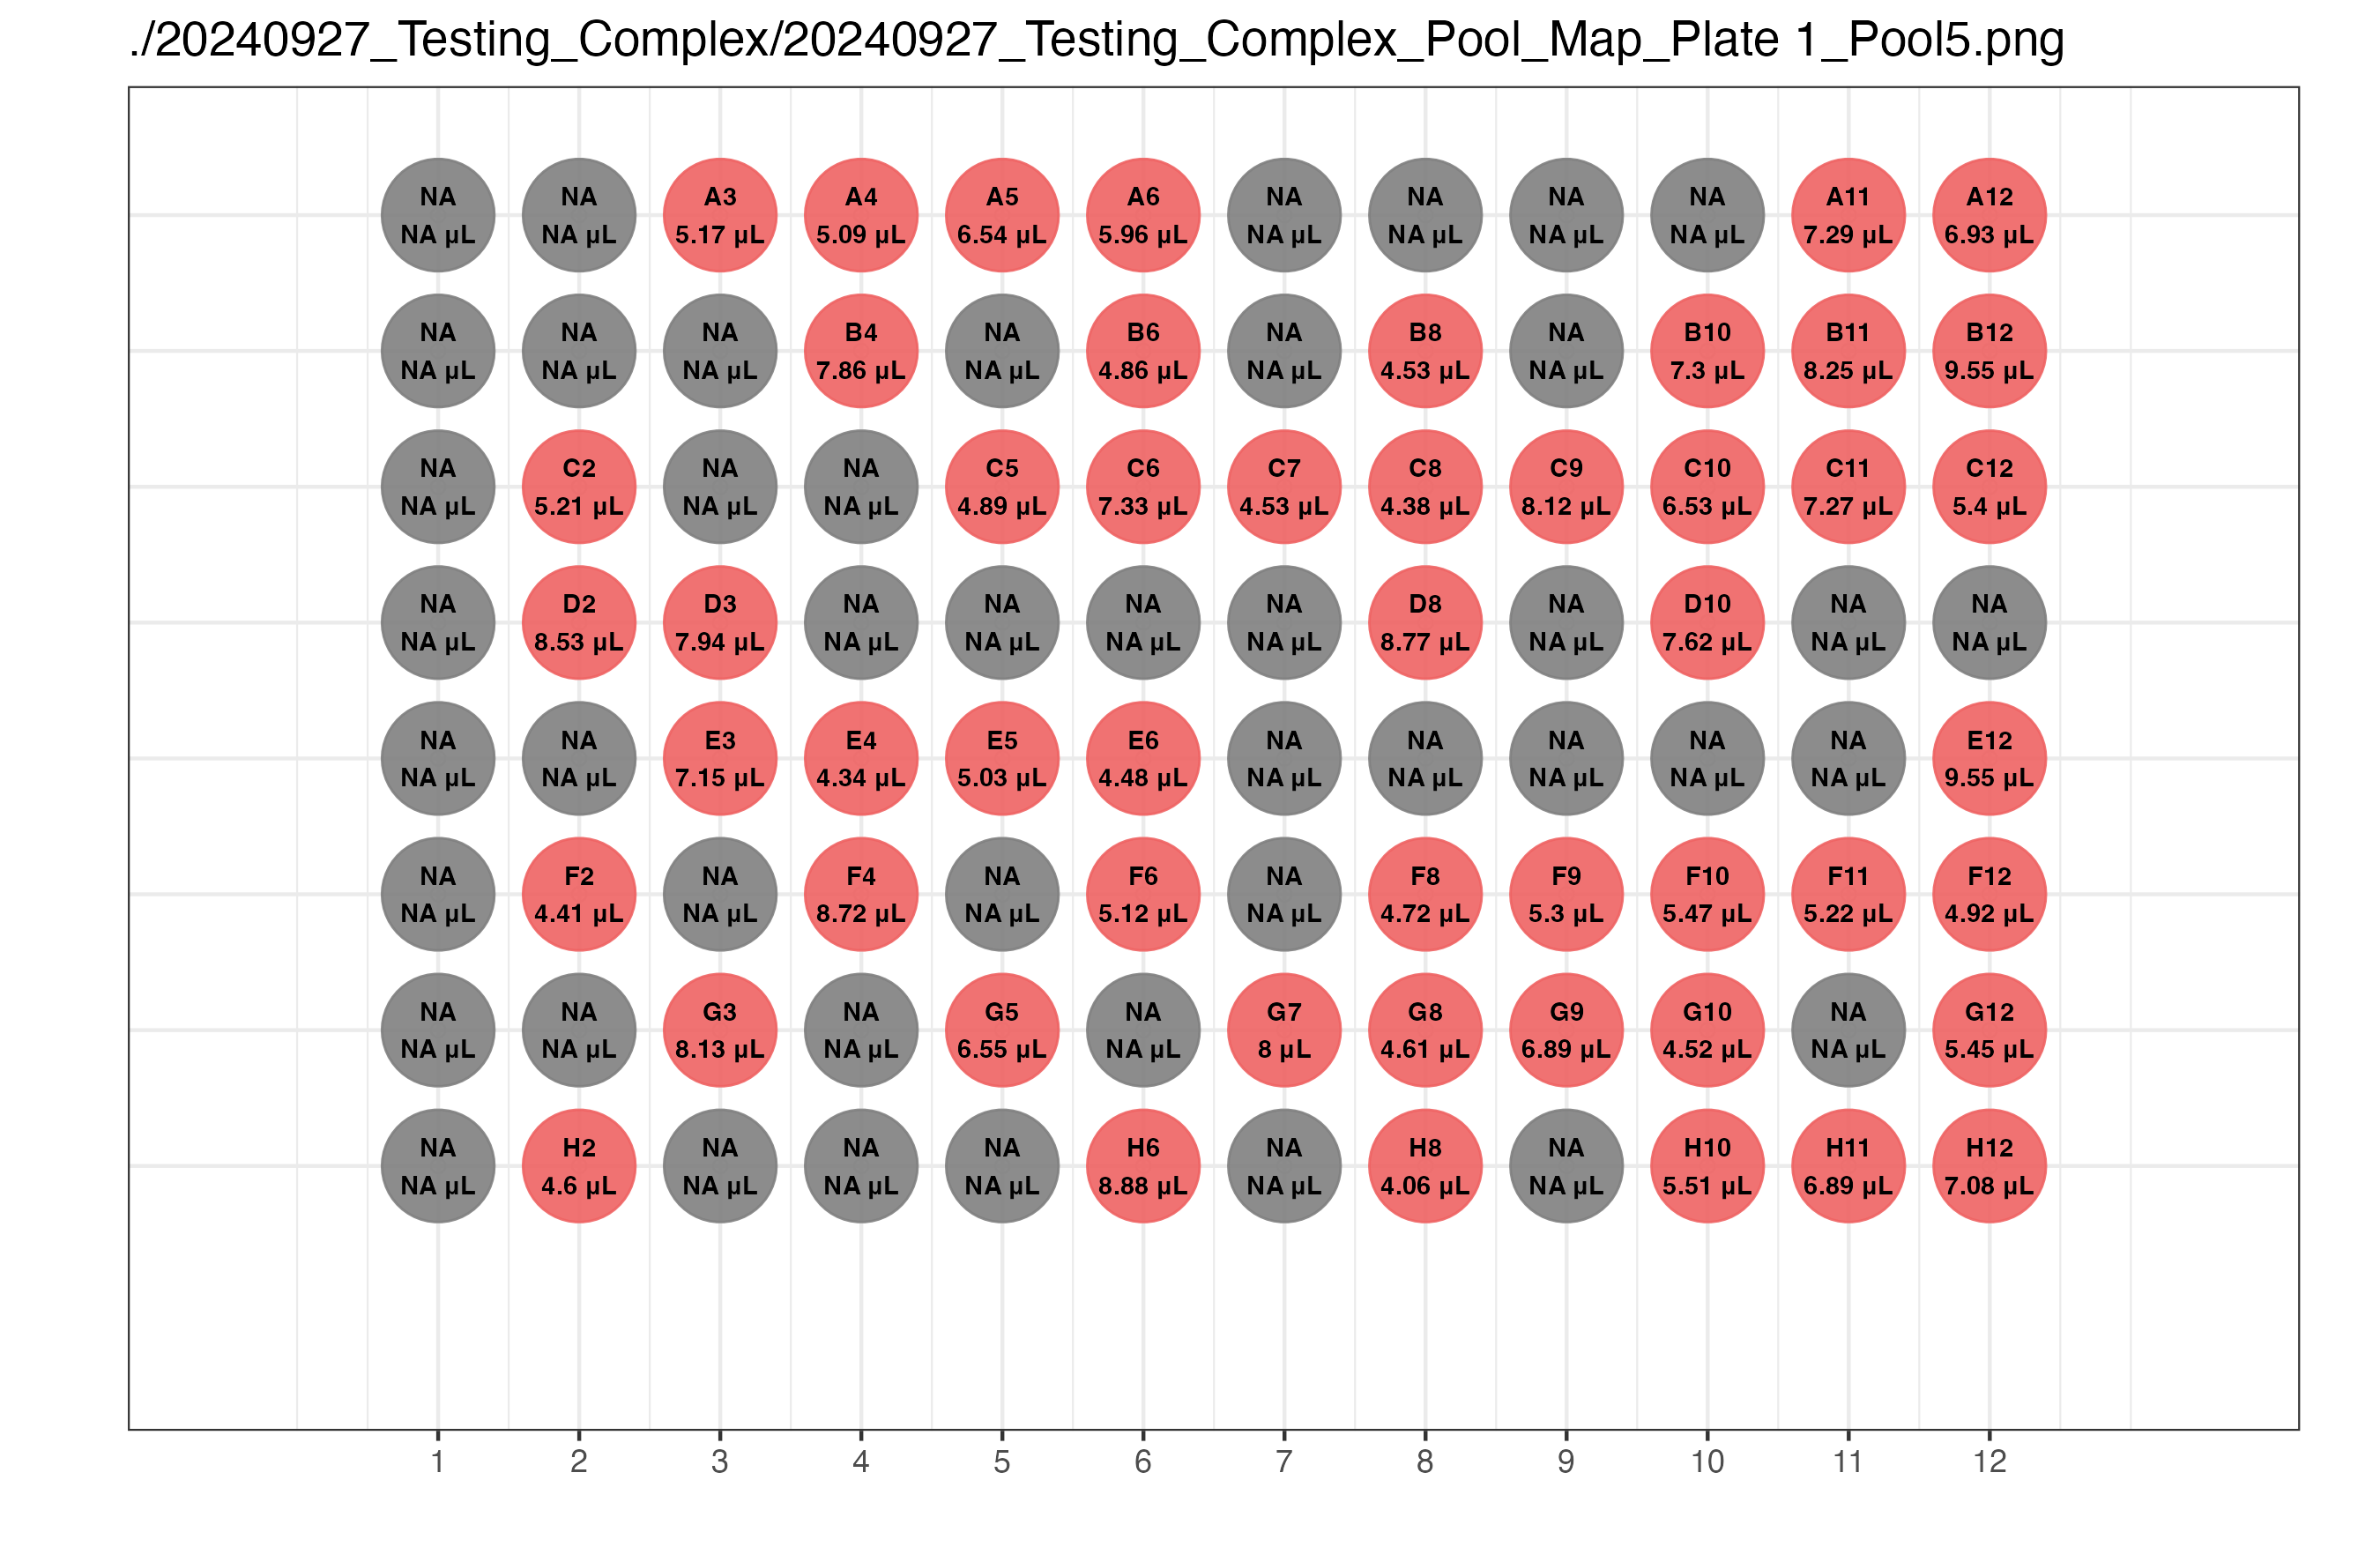 ./20240927_Testing_Complex/20240927_Testing_Complex_Pool_Map_Plate 1_Pool5.png
NA NA A3 A4 A5 A6 NA NA NA NA A11 A12
NA µL NA µL 5.17 µL 5.09 µL 6.54 µL 5.96 µL NA µL NA µL NA µL NA µL 7.29 µL 6.93 µL
NA NA NA B4 NA B6 NA B8 NA B10 B11 B12
NA µL NA µL NA µL 7.86 µL NA µL 4.86 µL NA µL 4.53 µL NA µL 7.3 µL 8.25 µL 9.55 µL
NA C2 NA NA C5 C6 C7 C8 C9 C10 C11 C12
NA µL 5.21 µL NA µL NA µL 4.89 µL 7.33 µL 4.53 µL 4.38 µL 8.12 µL 6.53 µL 7.27 µL 5.4 µL
NA D2 D3 NA NA NA NA D8 NA D10 NA NA
NA µL 8.53 µL 7.94 µL NA µL NA µL NA µL NA µL 8.77 µL NA µL 7.62 µL NA µL NA µL
NA NA E3 E4 E5 E6 NA NA NA NA NA E12
NA µL NA µL 7.15 µL 4.34 µL 5.03 µL 4.48 µL NA µL NA µL NA µL NA µL NA µL 9.55 µL
NA F2 NA F4 NA F6 NA F8 F9 F10 F11 F12
NA µL 4.41 µL NA µL 8.72 µL NA µL 5.12 µL NA µL 4.72 µL 5.3 µL 5.47 µL 5.22 µL 4.92 µL
NA NA G3 NA G5 NA G7 G8 G9 G10 NA G12
NA µL NA µL 8.13 µL NA µL 6.55 µL NA µL 8 µL 4.61 µL 6.89 µL 4.52 µL NA µL 5.45 µL
NA H2 NA NA NA H6 NA H8 NA H10 H11 H12
NA µL 4.6 µL NA µL NA µL NA µL 8.88 µL NA µL 4.06 µL NA µL 5.51 µL 6.89 µL 7.08 µL
1 2 3 4 5 6 7 8 9 10 11 12